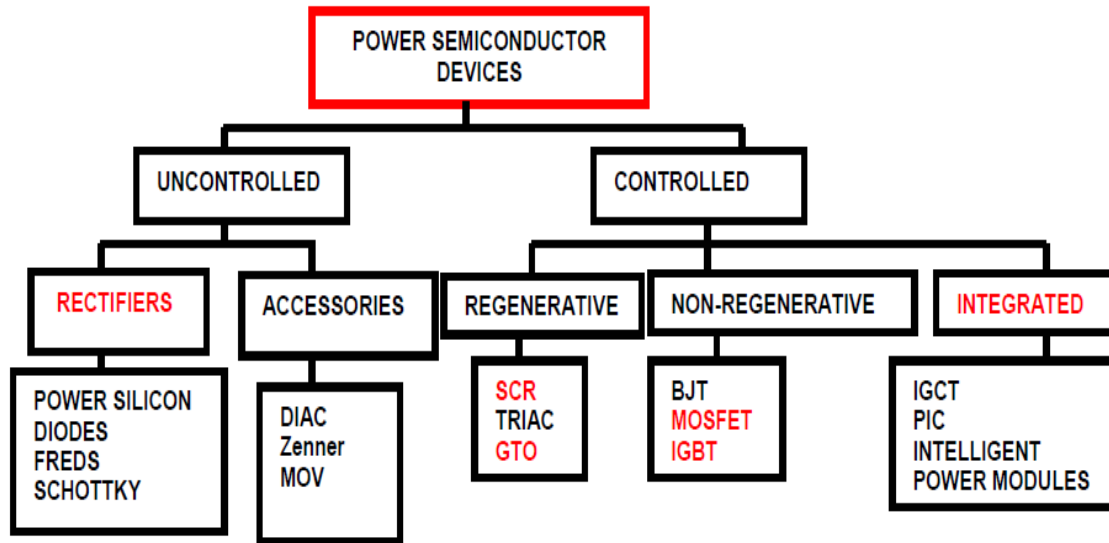 POWER SEMICONDUCTOR
DEVICES
UNCONTROLLED
CONTROLLED
RECTIFIERS
ACCESSORIES
REGENERATIVE
NON-REGENERATIVE
INTEGRATED
POWER SILICON
DIODES
FREDS
SCHOTTKY
DIAC
Zenner
MOV
SCR
TRIAC
GTO
BJT
MOSFET
IGBT
IGCT
PIC
INTELLIGENT
POWER MODULES